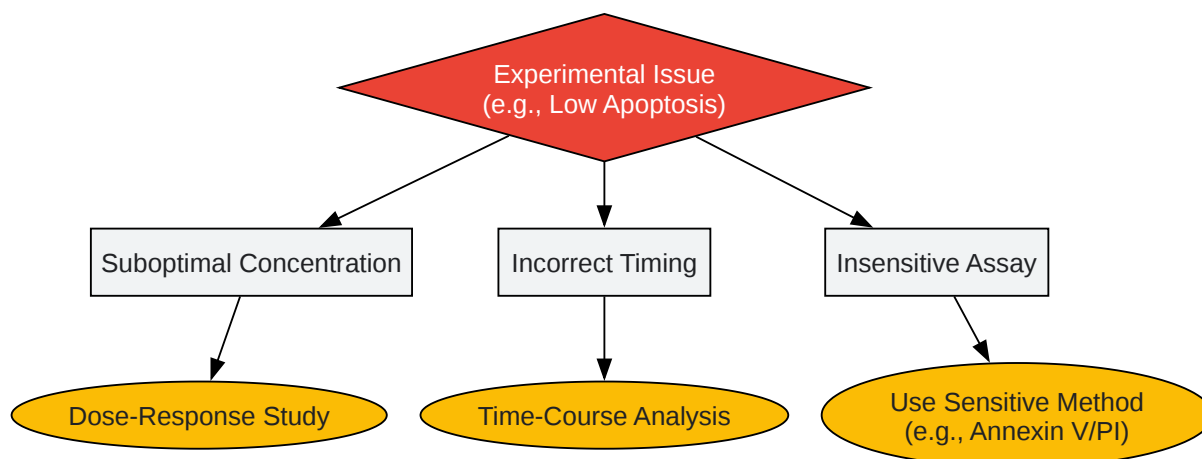 Experimental Issue
(e.g., Low Apoptosis)
Suboptimal Concentration
Incorrect Timing
Insensitive Assay
Dose-Response Study
Time-Course Analysis
Use Sensitive Method
(e.g., Annexin V/PI)